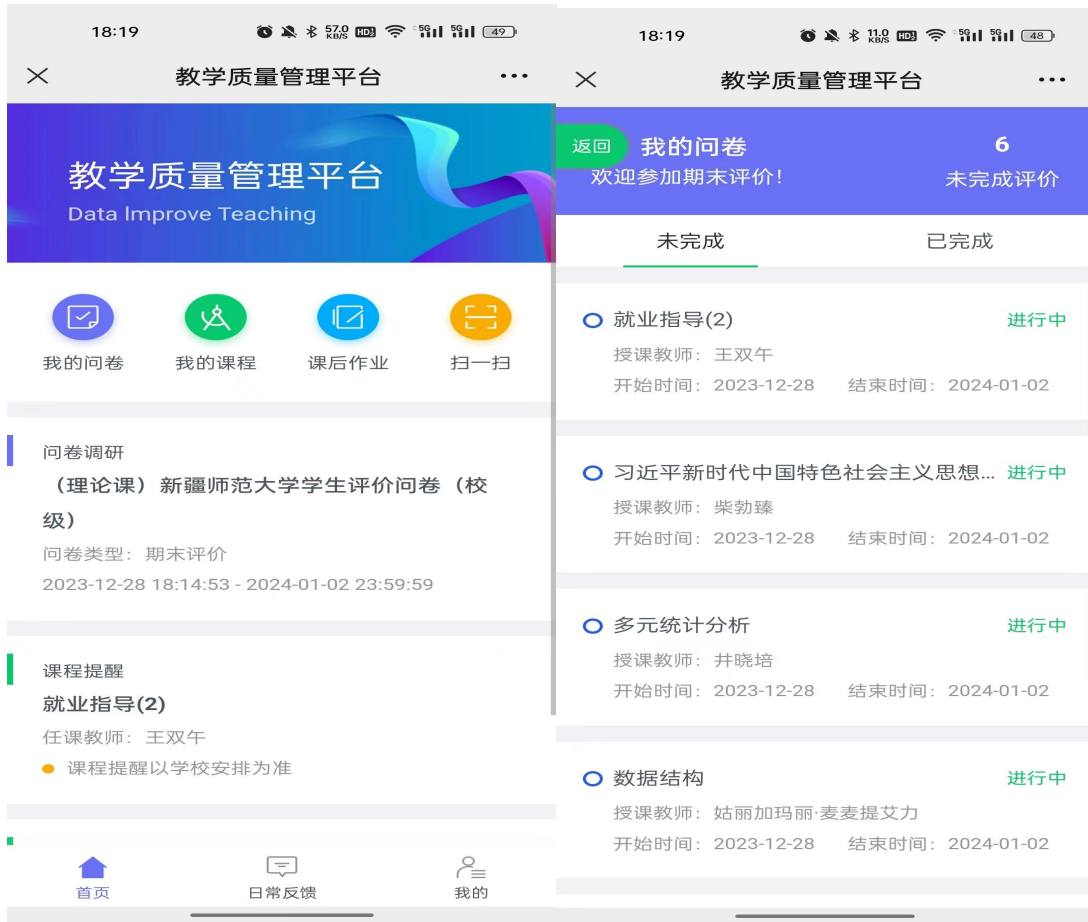 18:19
57.0 KB/S HD 5G 5G 49
教学质量管理平台
教学质量管理平台
Data Improve Teaching
我的问卷 我的课程 课后作业 扫一扫
问卷调研
（理论课）新疆师范大学学生评价问卷（校
级）
问卷类型：期末评价
2023-12-28 18:14:53 - 2024-01-02 23:59:59
课程提醒
就业指导(2)
任课教师：王双午
课程提醒以学校安排为准
首页 日常反馈 我的
18:19
11.0 KB/S HD 5G 5G 48
教学质量管理平台
返回 我的问卷 6
欢迎参加期末评价！ 未完成评价
未完成 已完成
就业指导(2) 进行中
授课教师：王双午
开始时间：2023-12-28 结束时间：2024-01-02
习近平新时代中国特色社会主义思想... 进行中
授课教师：柴勃臻
开始时间：2023-12-28 结束时间：2024-01-02
多元统计分析 进行中
授课教师：井晓培
开始时间：2023-12-28 结束时间：2024-01-02
数据结构 进行中
授课教师：姑丽加玛丽·麦麦提艾力
开始时间：2023-12-28 结束时间：2024-01-02